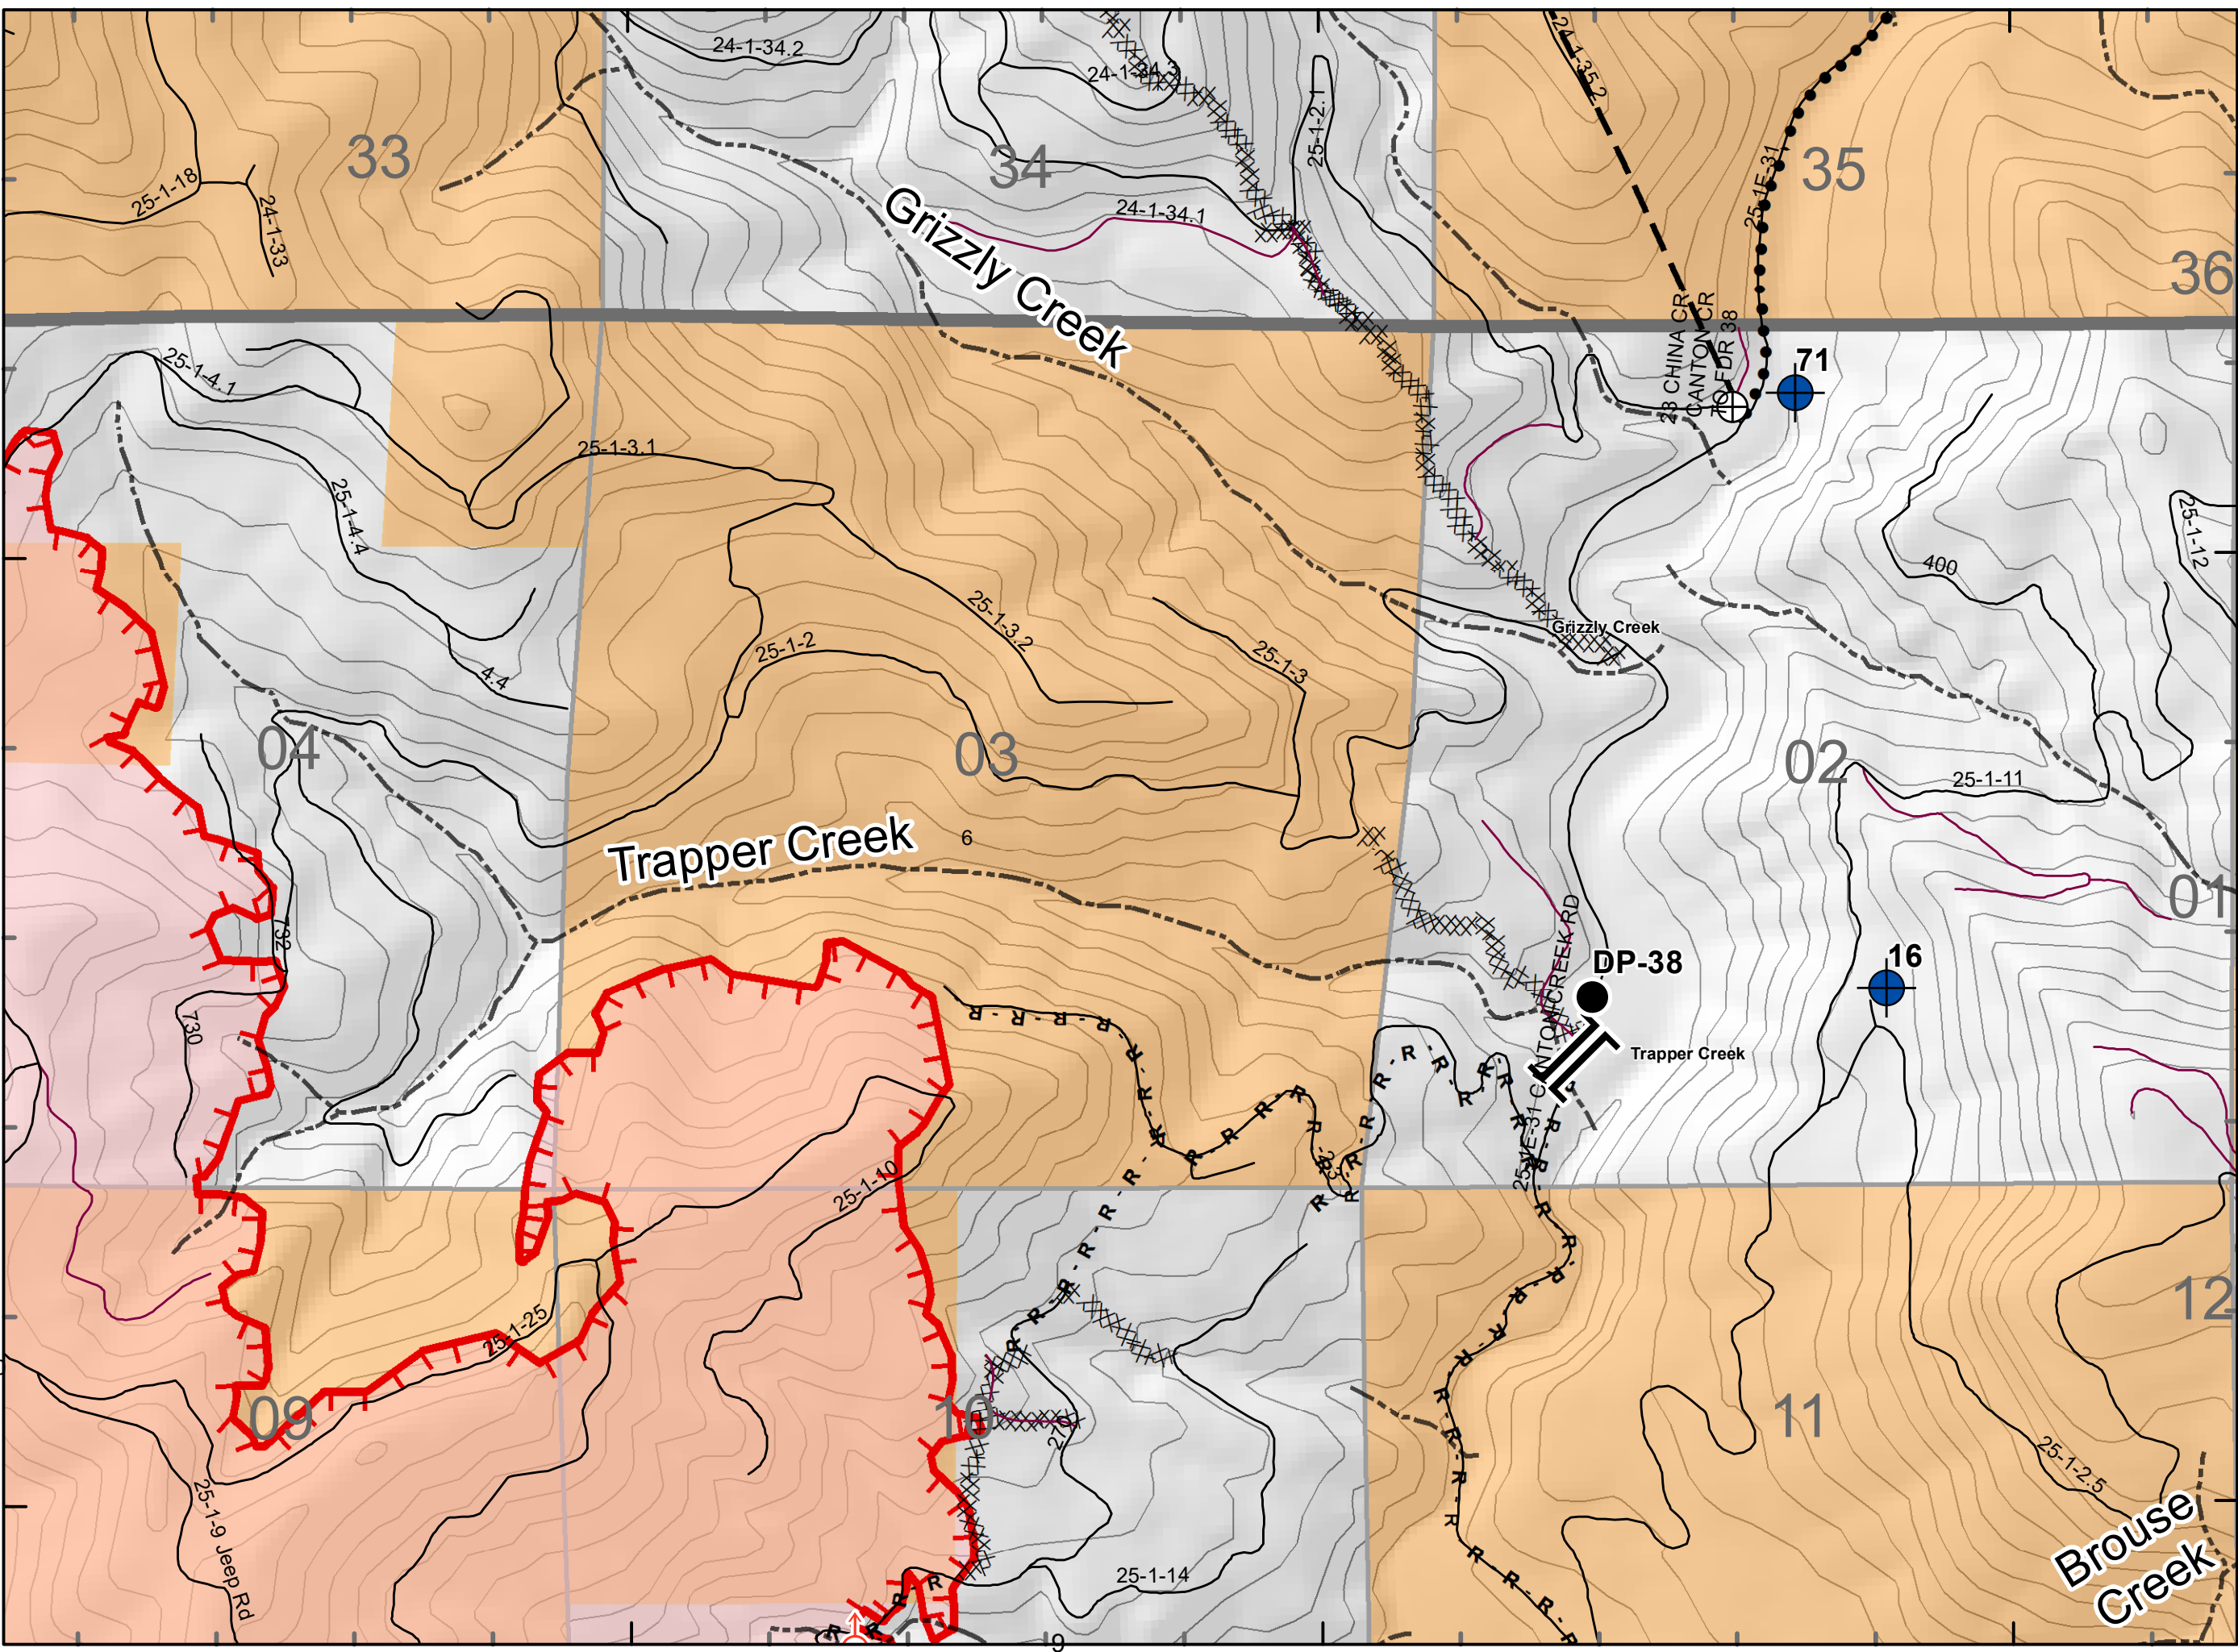 24-1-34.2
24-1-34.3
24-1-35.2
25-1-2.1
33
34
35
25-1-18
24-1-33
24-1-34.1
25-1E-31
Grizzly Creek
36
23 CHINA CR
CANTON CR
TO FDR 38
71
25-1-4.1
25-1-3.1
25-1-4.4
25-1-12
400
25-1-3.2
25-1-2
25-1-3
Grizzly Creek
4.4
04
03
02
25-1-11
Trapper Creek
6
01
732
DP-38
16
730
Trapper Creek
25-1E-31 CANTON CREEK RD
25-1-10
25-1-25
12
09
10
11
270
25-1-2.5
25-1-9 Jeep Rd
25-1-14
Brouse
Creek
9
R - R - R - R